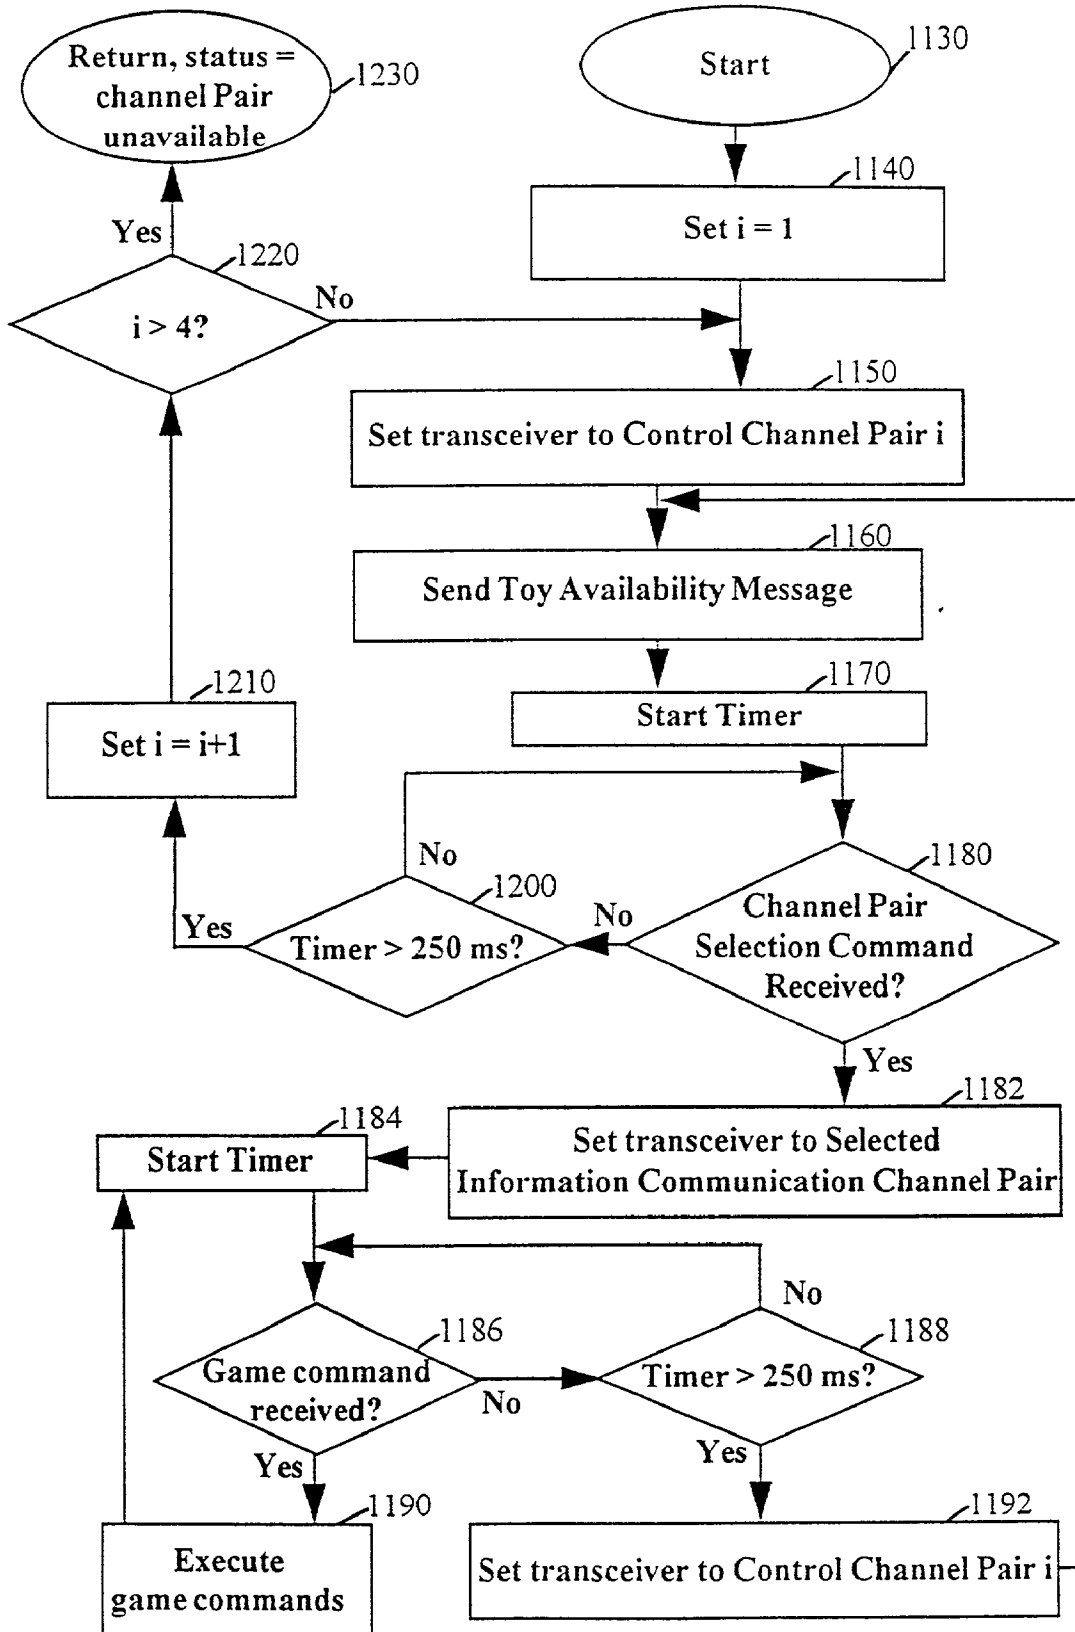 Return, status =
channel Pair
unavailable
1230
Start
1130
1140
Set i = 1
Yes
1220
i > 4?
No
1150
Set transceiver to Control Channel Pair i
1160
Send Toy Availability Message
1170
Start Timer
1210
Set i = i+1
No
1200
Timer > 250 ms?
Yes
No
1180
Channel Pair
Selection Command
Received?
Yes
1182
Set transceiver to Selected
Information Communication Channel Pair
1184
Start Timer
1186
Game command
received?
No
No
1188
Timer > 250 ms?
Yes
Yes
1190
Execute
game commands
1192
Set transceiver to Control Channel Pair i